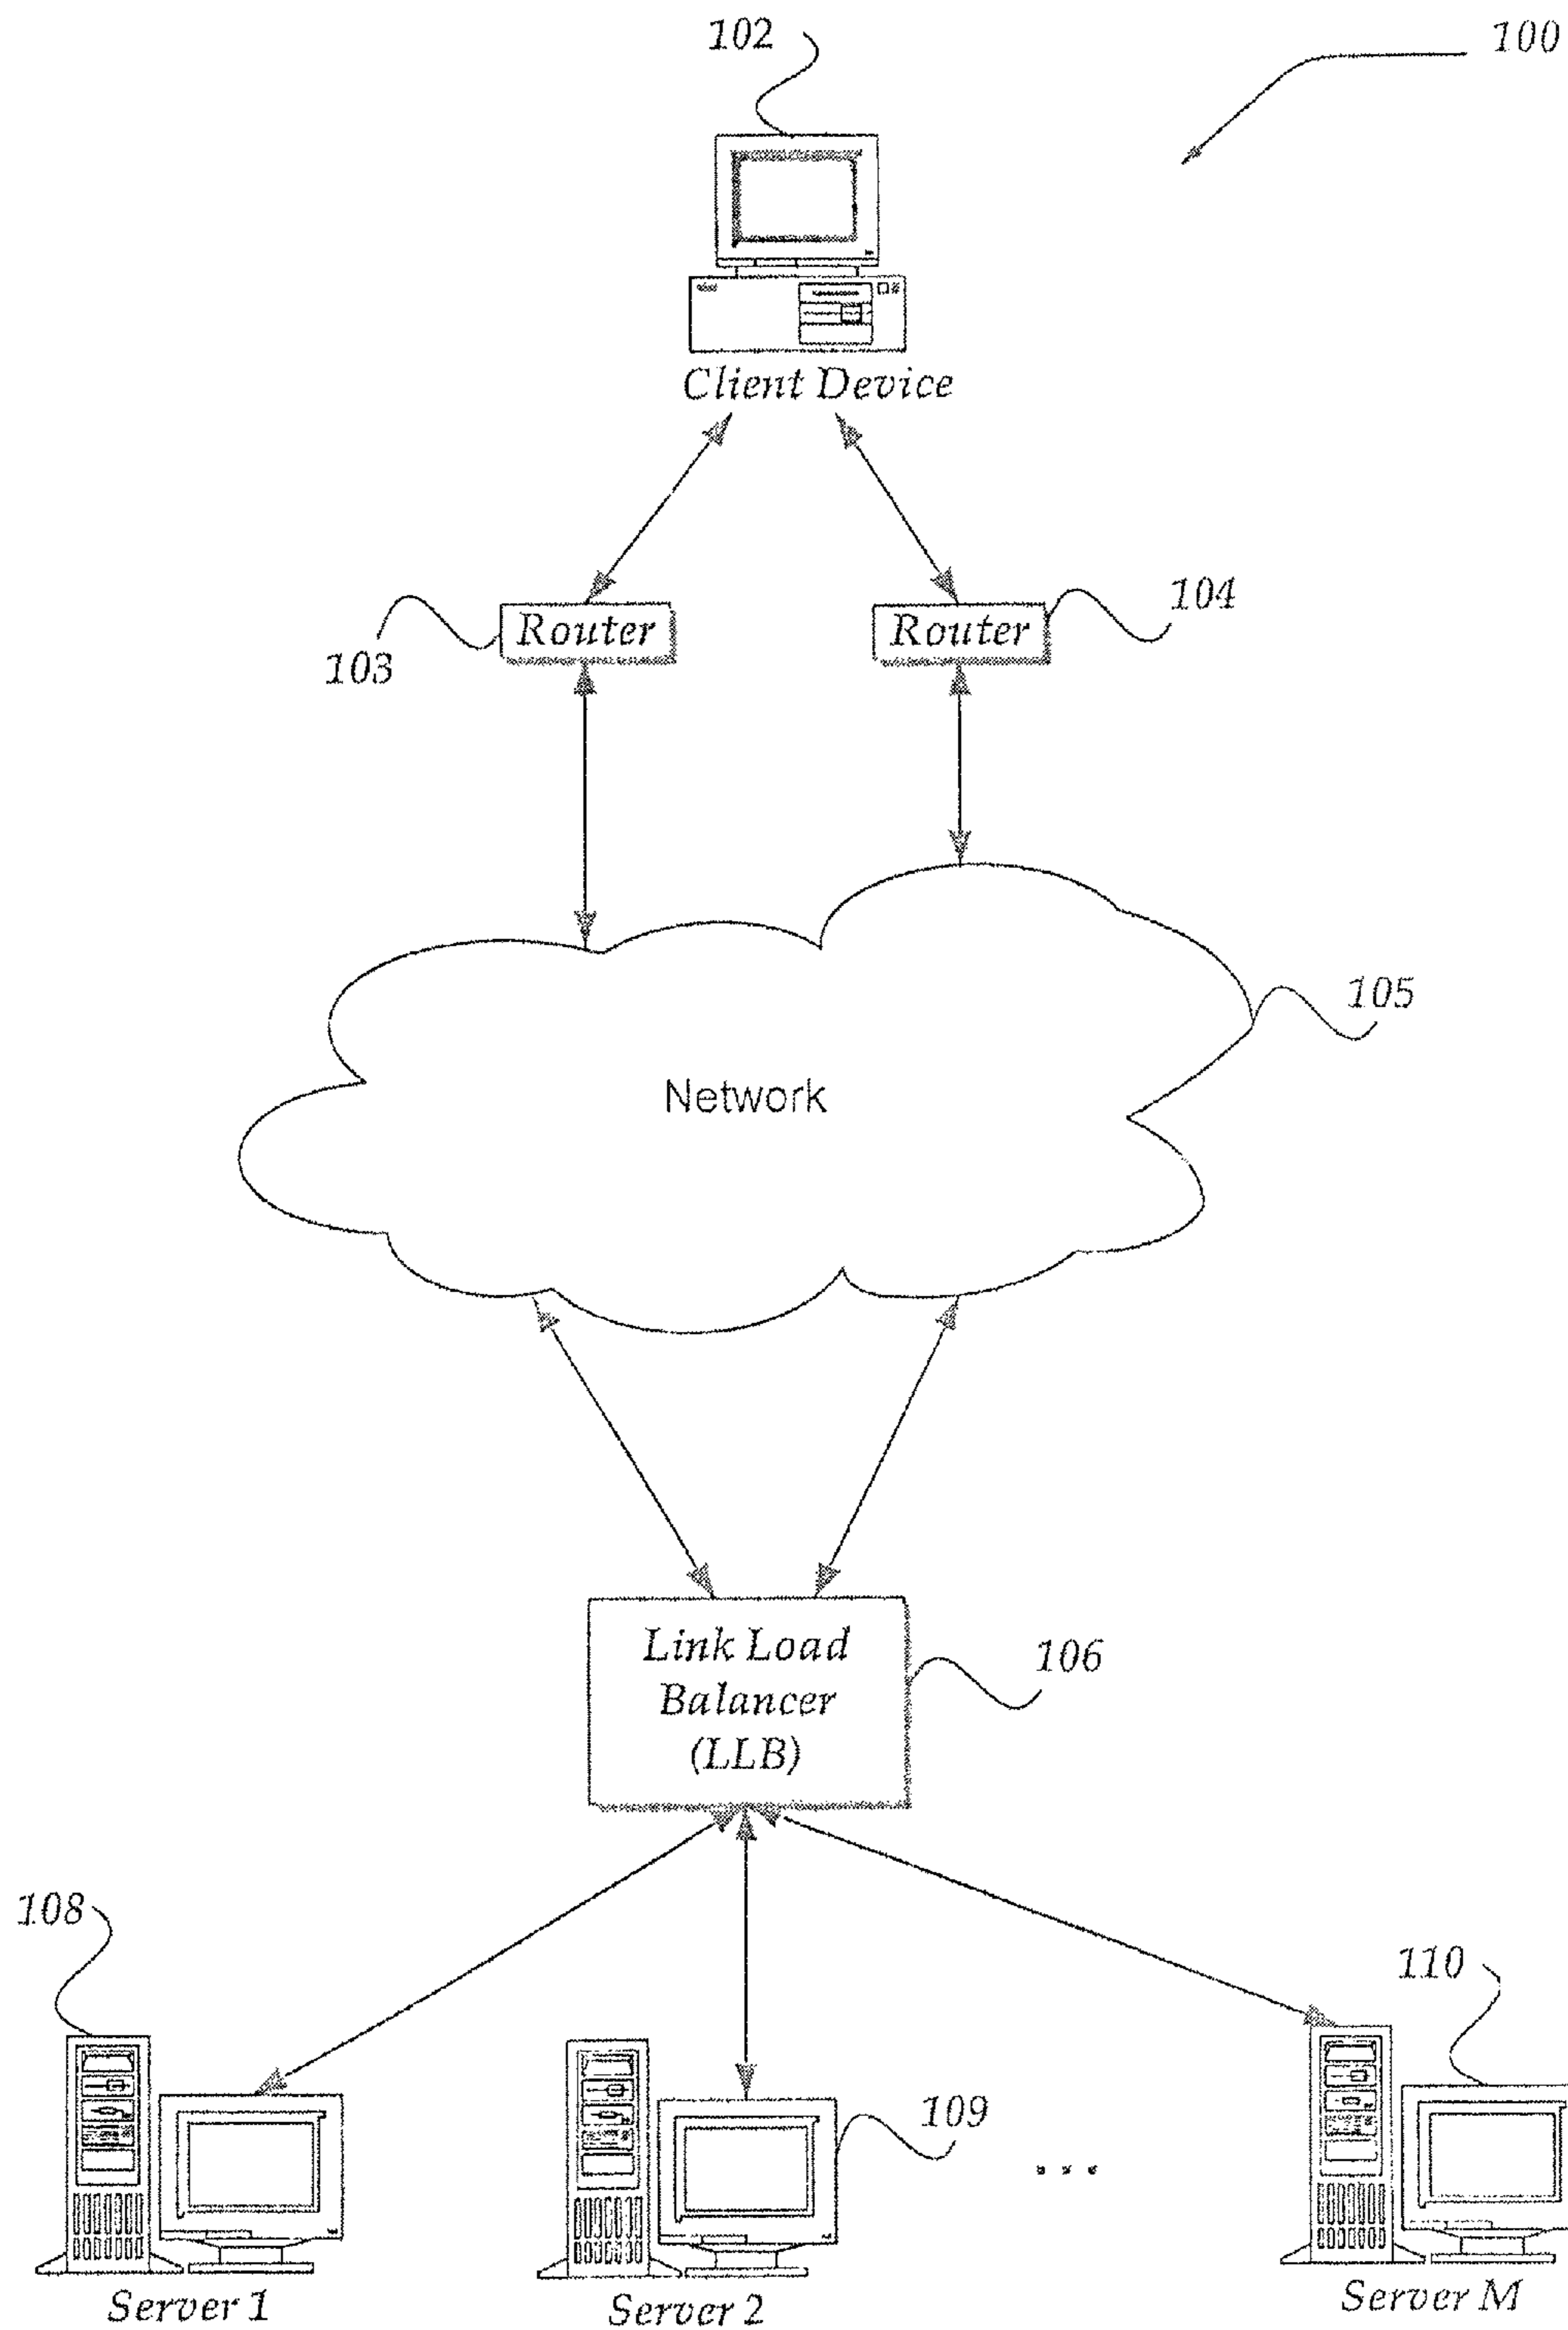 102
100
Client Device
Router
104
Router
103
105
Network
Link Load
Balancer
(LLB)
106
108
110
109
...
Server 1
Server 2
Server M